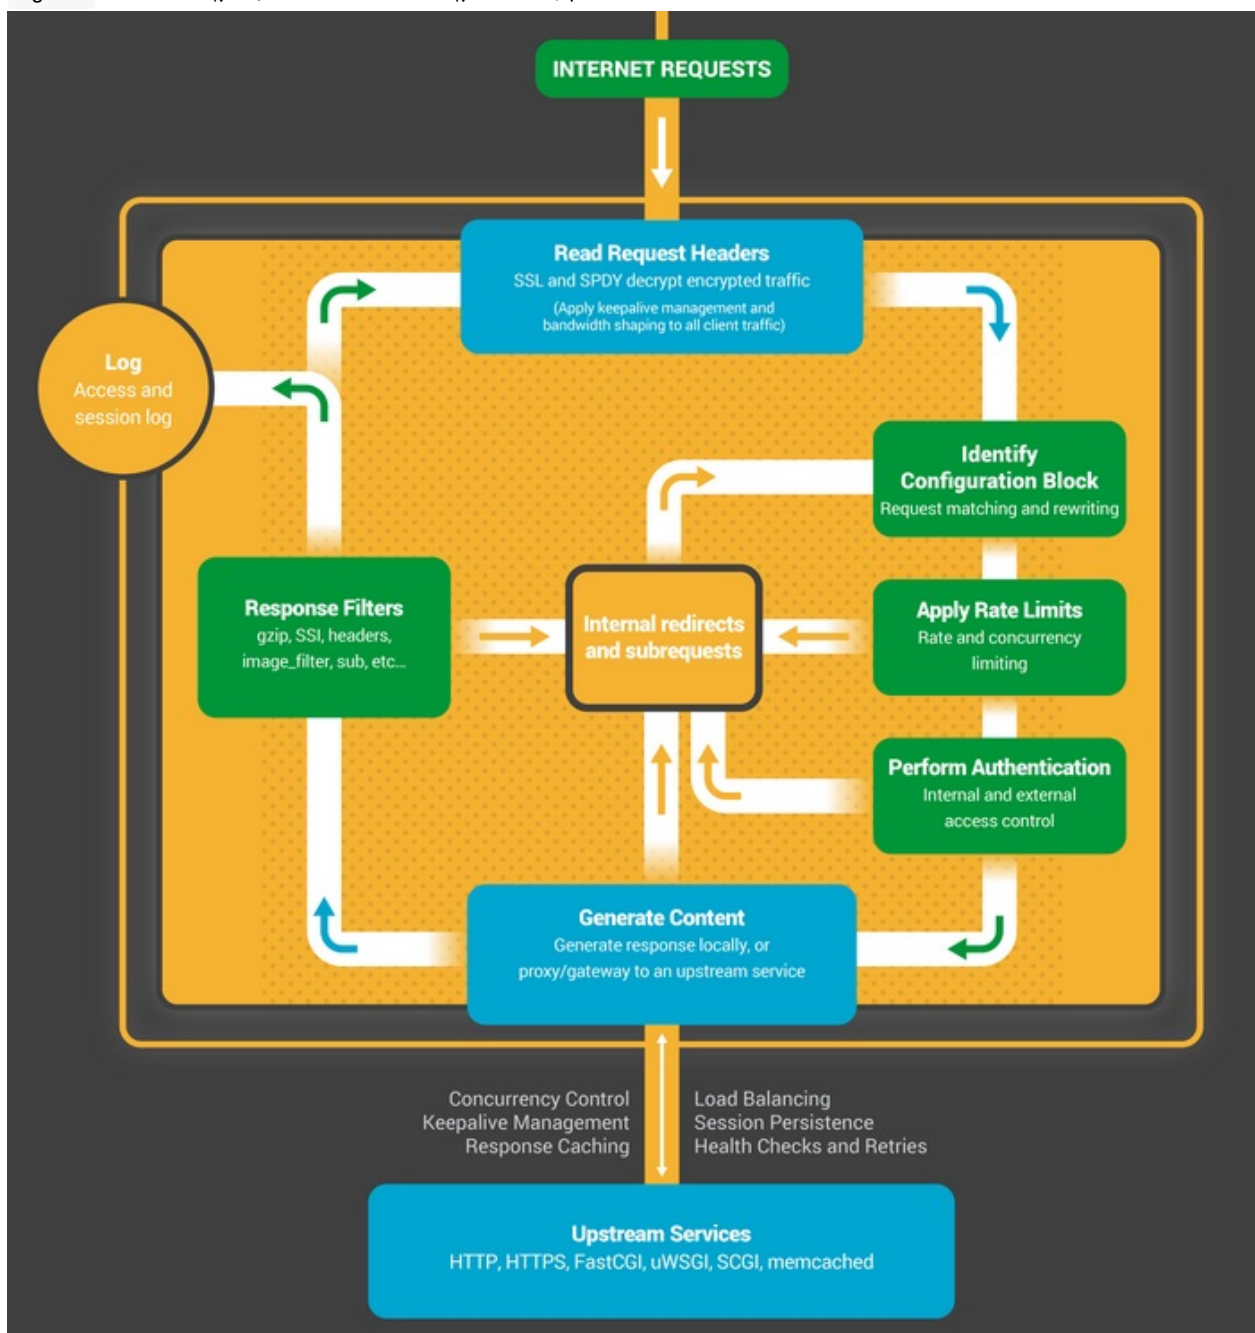 INTERNET REQUESTS
Read Request Headers
SSL and SPDY decrypt encrypted traffic
(Apply keepalive management and
bandwidth shaping to all client traffic)
Log
Access and
session log
Identify
Configuration Block
Request matching and rewriting
Response Filters
gzip, SSI, headers,
image_filter, sub, etc...
Internal redirects
and subrequests
Apply Rate Limits
Rate and concurrency
limiting
Perform Authentication
Internal and external
access control
Generate Content
Generate response locally, or
proxy/gateway to an upstream service
Concurrency Control
Keepalive Management
Response Caching
Load Balancing
Session Persistence
Health Checks and Retries
Upstream Services
HTTP, HTTPS, FastCGI, uWSGI, SCGI, memcached